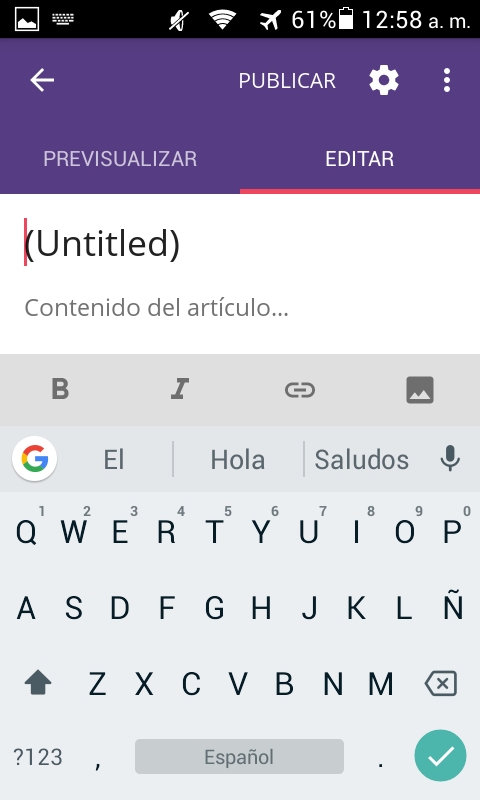 61% 12:58 a. m.
PUBLICAR
PREVISUALIZAR EDITAR
(Untitled)
Contenido del artículo...
B I
G El Hola Saludos
1 2 3 4 5 6 7 8 9 0
Q W E R T Y U I O P
A S D F G H J K L Ñ
Z X C V B N M
?123 , Español .